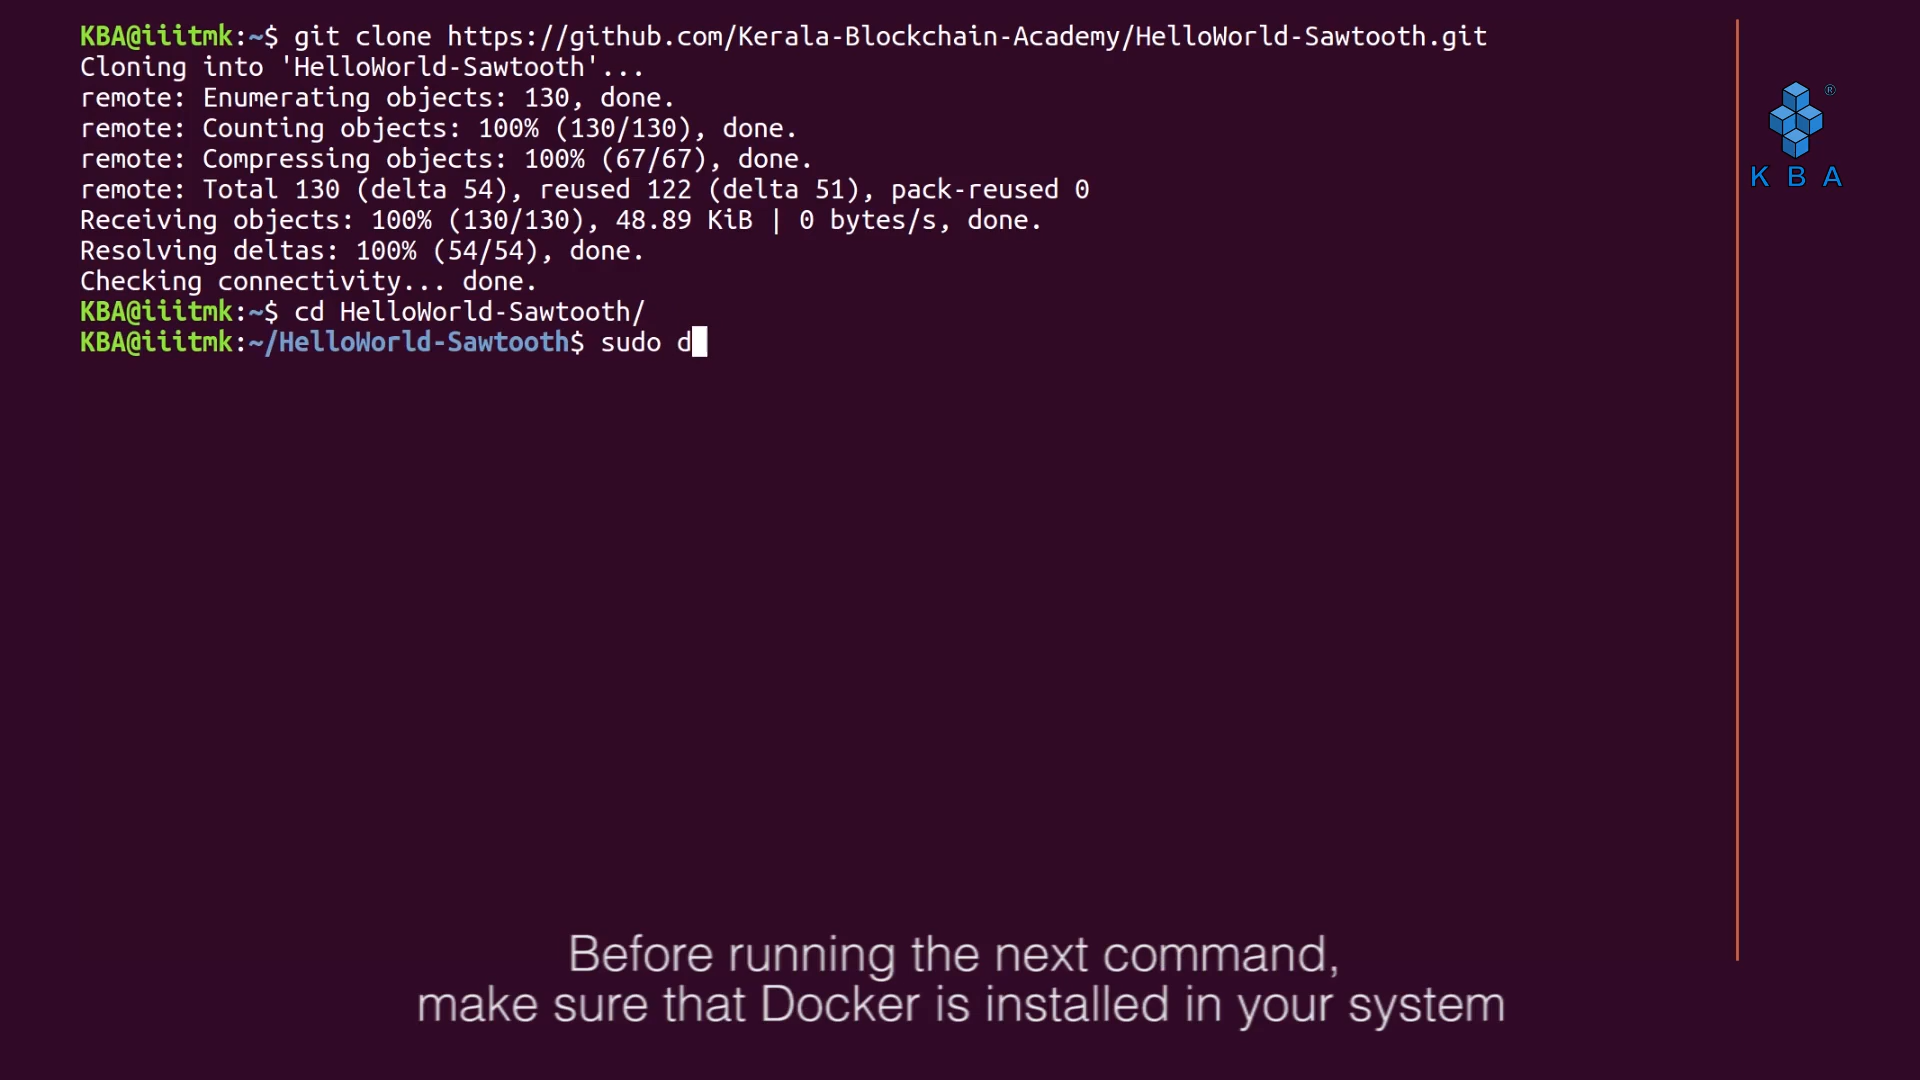 KBA@iiitmk:~$ git clone https://github.com/Kerala-Blockchain-Academy/HelloWorld-Sawtooth.git
Cloning into 'HelloWorld-Sawtooth'...
remote: Enumerating objects: 130, done.
remote: Counting objects: 100% (130/130), done.
remote: Compressing objects: 100% (67/67), done.
remote: Total 130 (delta 54), reused 122 (delta 51), pack-reused 0
Receiving objects: 100% (130/130), 48.89 KiB | 0 bytes/s, done.
Resolving deltas: 100% (54/54), done.
Checking connectivity... done.
KBA@iiitmk:~$ cd HelloWorld-Sawtooth/
KBA@iiitmk:~/HelloWorld-Sawtooth$ sudo d
®
K B A
Before running the next command,
make sure that Docker is installed in your system